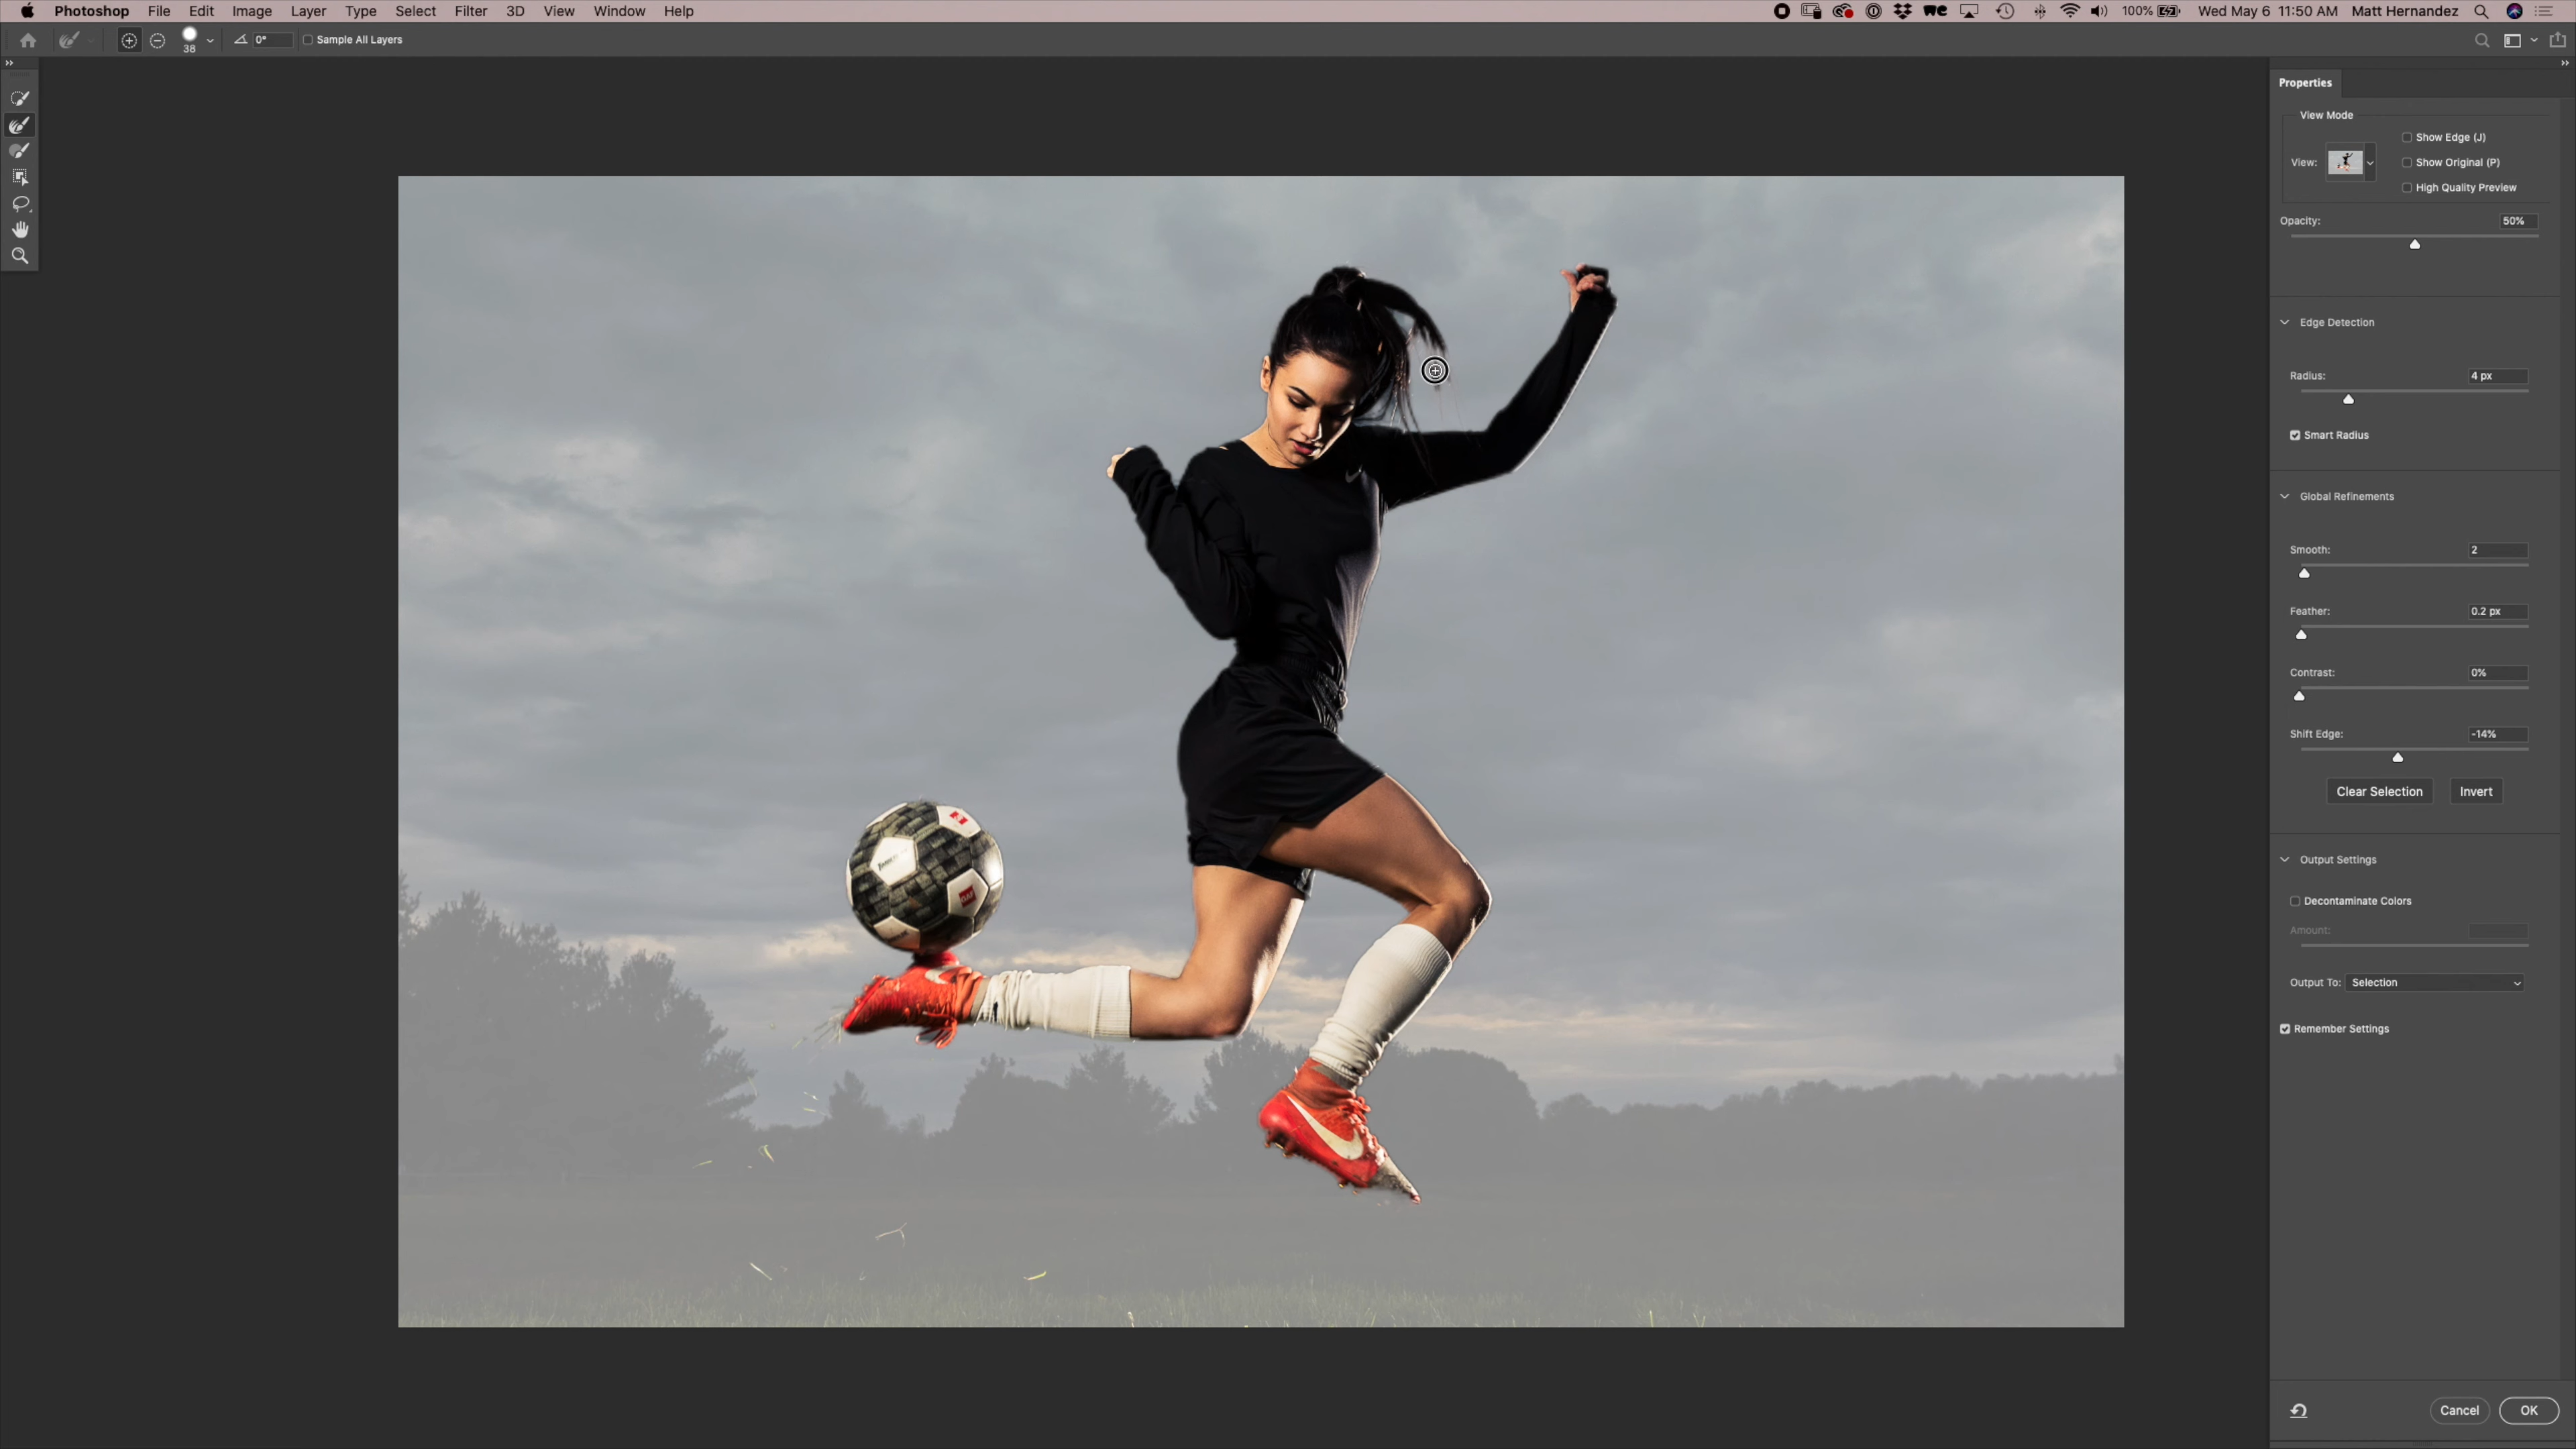 Photoshop File Edit Image Layer Type Select Filter 3D View Window Help 100% Wed May 6 11:50 AM Matt Hernandez
38 0° Sample All Layers
Properties
View Mode
Show Edge (J)
View: Show Original (P)
High Quality Preview
Opacity: 50%
Edge Detection
Radius: 4 px
Smart Radius
Global Refinements
Smooth: 2
Feather: 0.2 px
Contrast: 0%
Shift Edge: -14%
Clear Selection Invert
Output Settings
Decontaminate Colors
Amount:
Output To: Selection
Remember Settings
Cancel OK